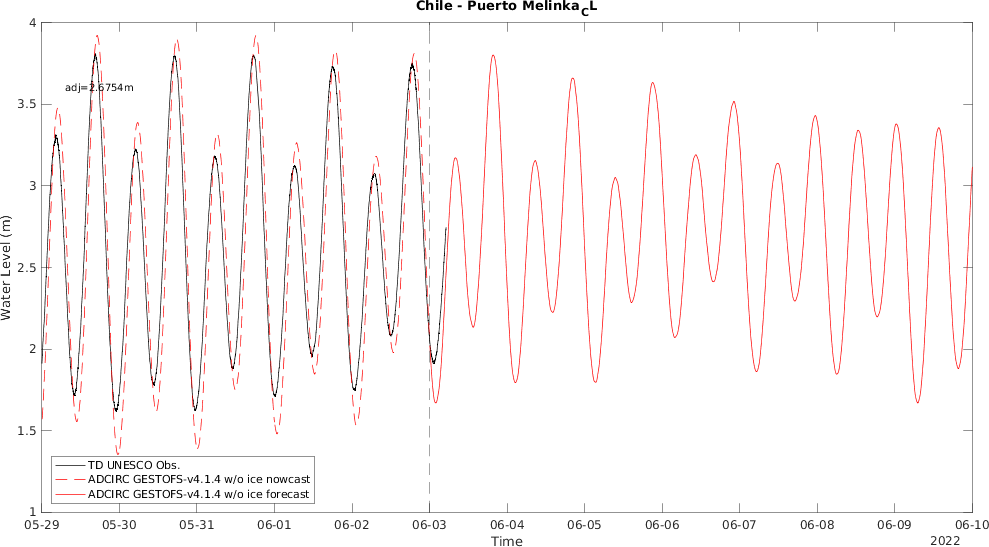 Chile - Puerto Melinka_CL
4
3.5
3
2.5
2
1.5
1
Water Level (m)
adj=2.6754m
TD UNESCO Obs.
ADCIRC GESTOFS-v4.1.4 w/o ice nowcast
ADCIRC GESTOFS-v4.1.4 w/o ice forecast
05-29 05-30 05-31 06-01 06-02 06-03 06-04 06-05 06-06 06-07 06-08 06-09 06-10
Time
2022